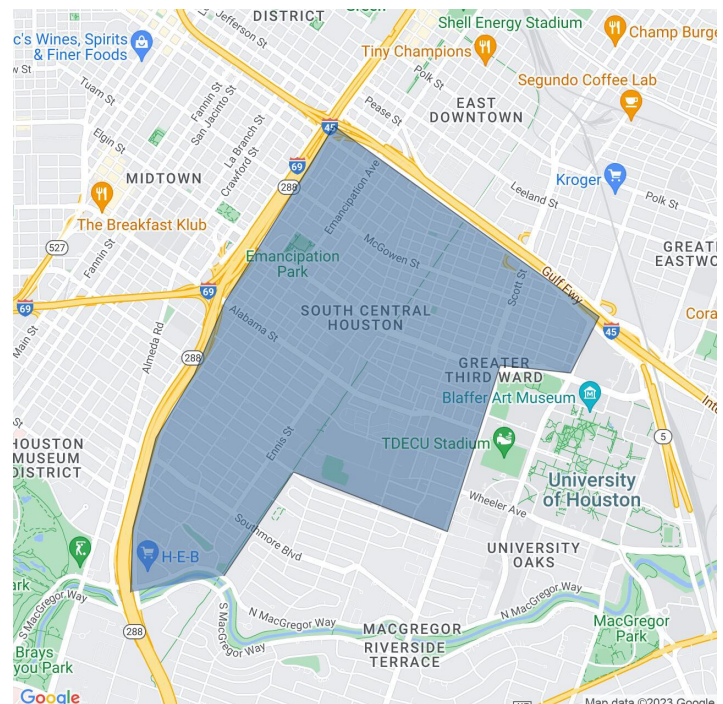 DISTRICT
Jefferson St
Shell Energy Stadium
Champ Burge
c's Wines, Spirits
& Finer Foods
Tiny Champions
Segundo Coffee Lab
w St
Tuam St
Fannin St
San Jacinto St
Polk St
Pease St
EAST
DOWNTOWN
Elgin St
La Branch St
Crawford St
45
69
288
MIDTOWN
Kroger
Leeland St
Polk St
The Breakfast Klub
Emancipation Ave
527
Fannin St
McGowen St
GREATE
EASTWO
Emancipation
Park
Scott St
Gulf Fwy
69
69
SOUTH CENTRAL
HOUSTON
Alabama St
Cora
45
Main St
Almeda Rd
288
GREATER
THIRD WARD
Blaffer Art Museum
Inte
HOUSTON
MUSEUM
DISTRICT
Ennis St
TDECU Stadium
5
University
of Houston
Wheeler Ave
Southmore Blvd
H-E-B
UNIVERSITY
OAKS
ark
S MacGregor Way
N MacGregor Way
N MacGregor Way
S MacGregor Way
MacGregor
Park
288
MACGREGOR
RIVERSIDE
TERRACE
Brays
you Park
Google
Map data ©2023 Google